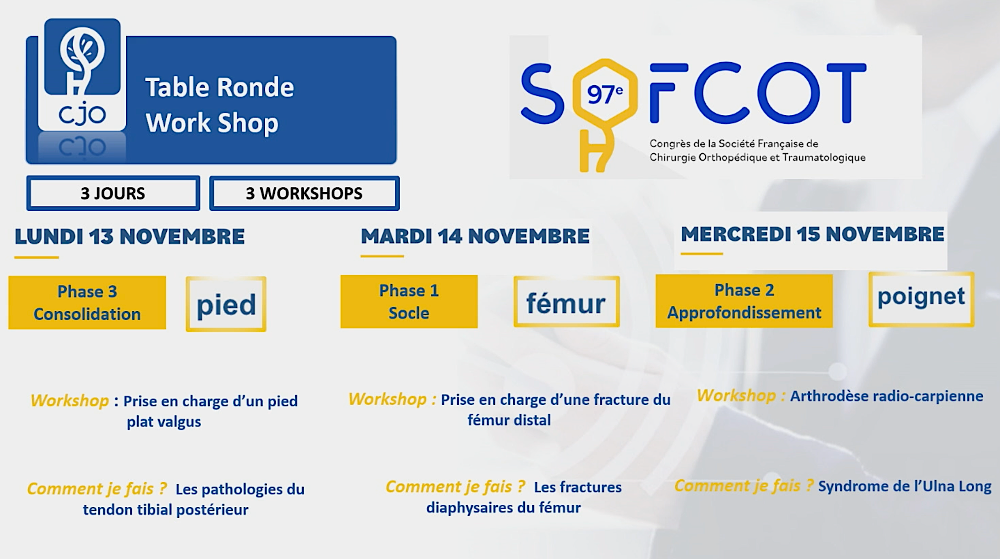 cjo
Table Ronde
Work Shop
SOFCOT
97e
Congrès de la Société Française de
Chirurgie Orthopédique et Traumatologique
3 JOURS
3 WORKSHOPS
LUNDI 13 NOVEMBRE
Phase 3
Consolidation
pied
Workshop : Prise en charge d’un pied
plat valgus
Comment je fais ? Les pathologies du
tendon tibial postérieur
MARDI 14 NOVEMBRE
Phase 1
Socle
fémur
Workshop : Prise en charge d’une fracture du
fémur distal
Comment je fais ? Les fractures
diaphysaires du fémur
MERCREDI 15 NOVEMBRE
Phase 2
Approfondissement
poignet
Workshop : Arthrodèse radio-carpienne
Comment je fais ? Syndrome de l’Ulna Long